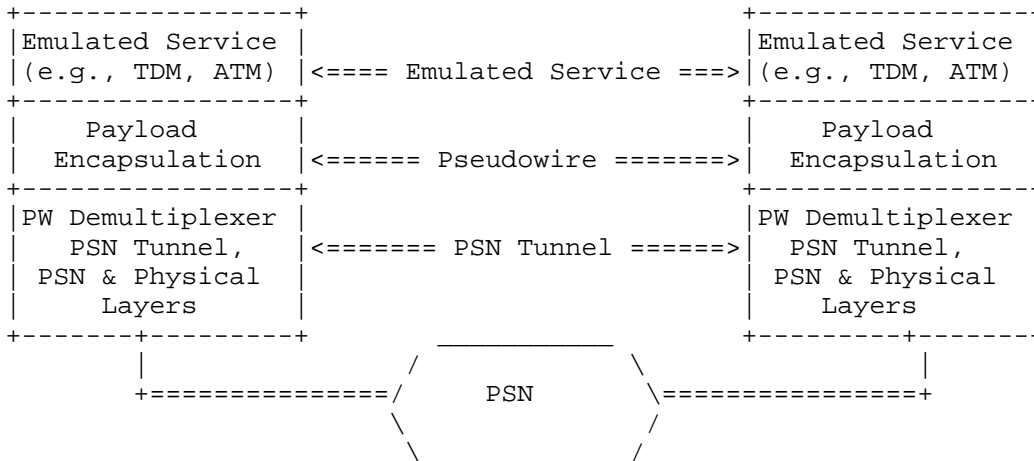 +-----------------+ +-----------------
|Emulated Service | |Emulated Service
|(e.g., TDM, ATM) |<==== Emulated Service ===>|(e.g., TDM, ATM)
+-----------------+ +-----------------
| Payload | | Payload
| Encapsulation |<====== Pseudowire =======>| Encapsulation
+-----------------+ +-----------------
|PW Demultiplexer | |PW Demultiplexer
| PSN Tunnel, |<======= PSN Tunnel ======>| PSN Tunnel,
| PSN & Physical | | PSN & Physical
| Layers | | Layers
+-------+---------+ ___________ +---------+-------
| / \ |
+===============/ PSN \===============+
\ /
\ /